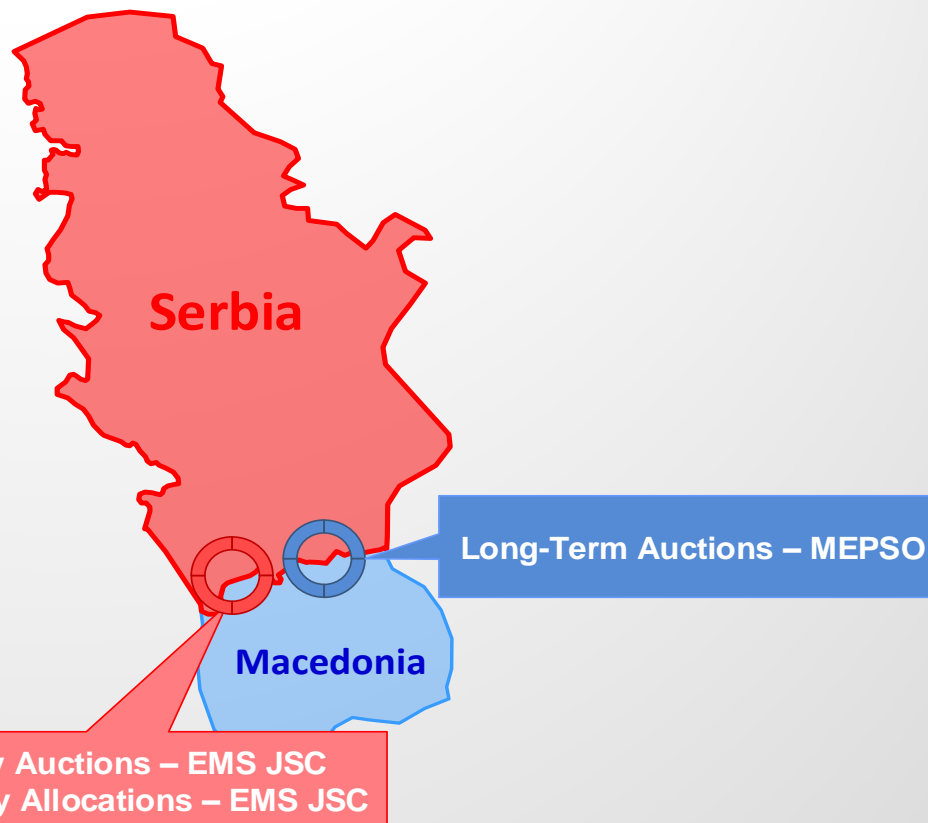 Serbia
Long-Term Auctions – MEPSO
Macedonia
Auctions – EMS JSC
Allocations – EMS JSC